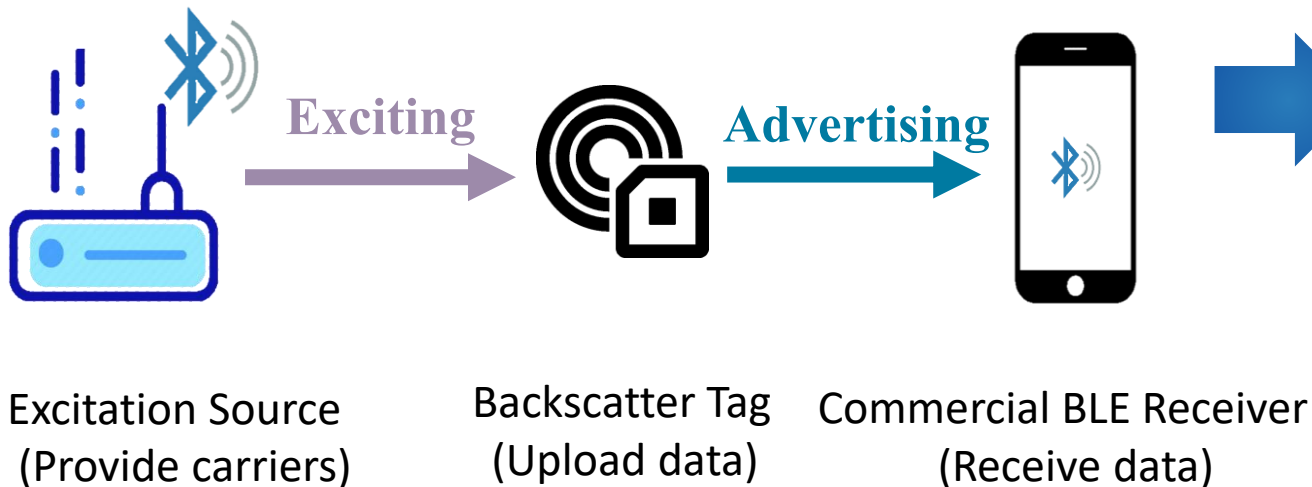 Exciting
Advertising
Excitation Source
(Provide carriers)
Backscatter Tag
(Upload data)
Commercial BLE Receiver
(Receive data)